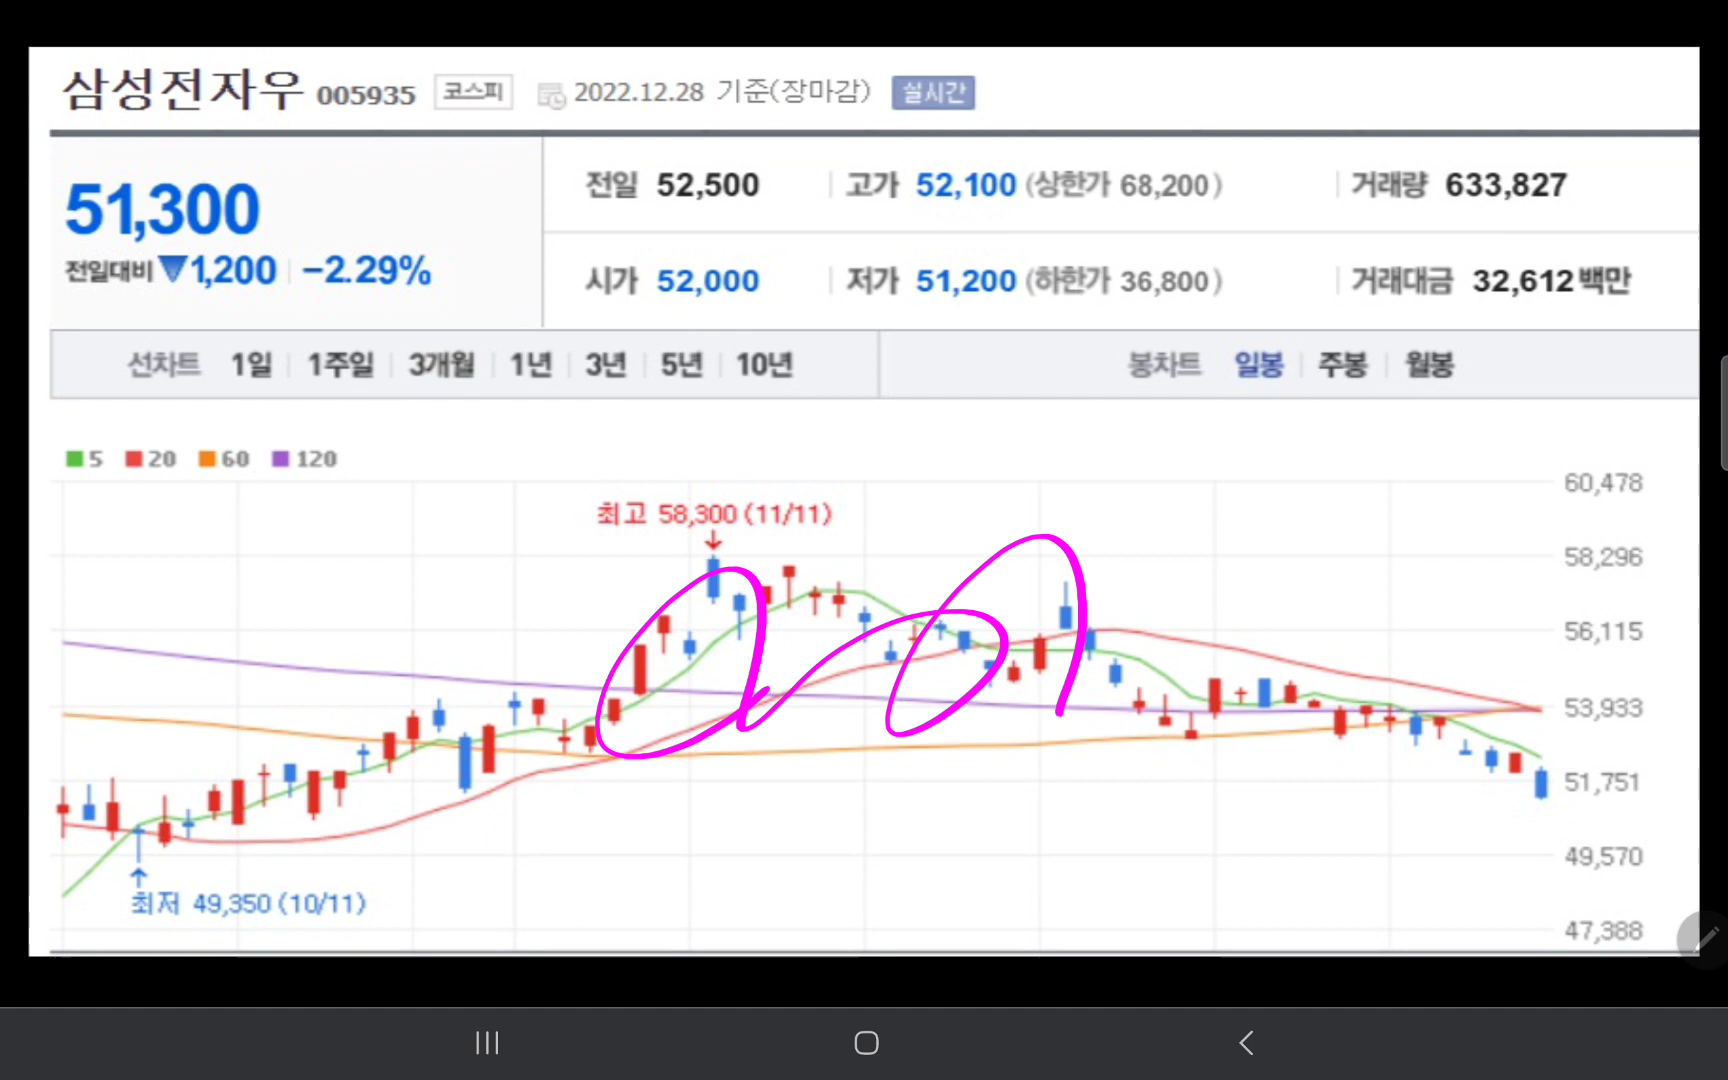 삼성전자우 005935 코스피 2022.12.28 기준(장마감) 실시간
51,300
전일대비 ▼1,200 -2.29%
전일 52,500 고가 52,100 (상한가 68,200) 거래량 633,827
시가 52,000 저가 51,200 (하한가 36,800) 거래대금 32,612 백만
선차트 1일 1주일 3개월 1년 3년 5년 10년 봉차트 일봉 주봉 월봉
5 20 60 120
최고 58,300 (11/11)
최저 49,350 (10/11)
60,478
58,296
56,115
53,933
51,751
49,570
47,388